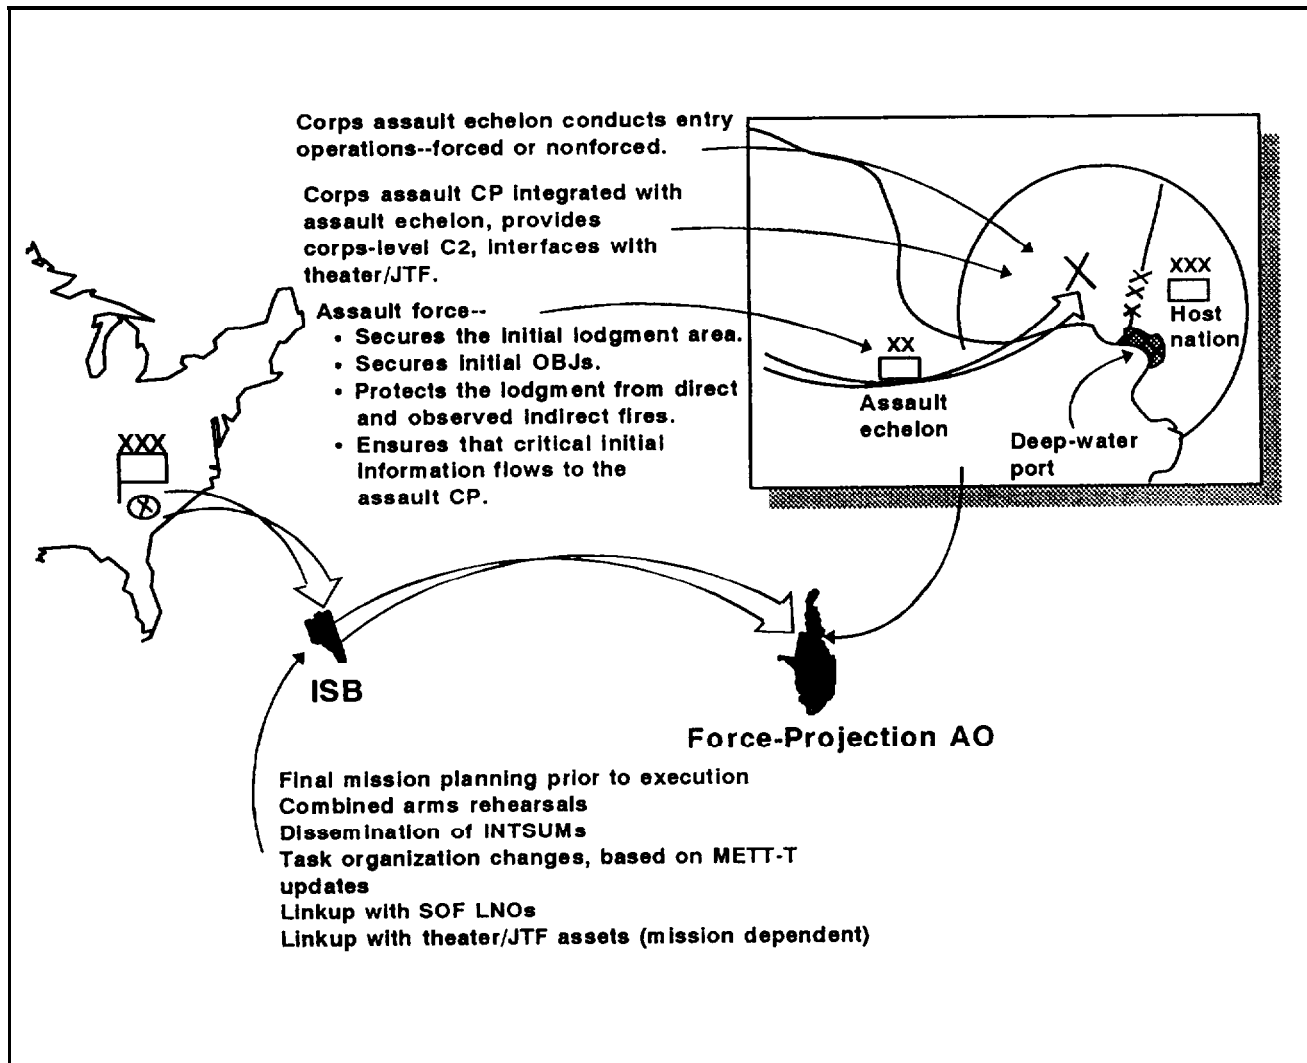 Corps assault echelon conducts entry
operations--forced or nonforced.
Corps assault CP integrated with
assault echelon, provides
corps-level C2, interfaces with
theater/JTF.
Assault force--
• Secures the initial lodgment area.
• Secures initial OBJs.
• Protects the lodgment from direct
and observed indirect fires.
• Ensures that critical initial
information flows to the
assault CP.
XXX
XXX
XXX
Host
nation
XX
Assault
echelon
Deep-water
port
ISB
Force-Projection AO
Final mission planning prior to execution
Combined arms rehearsals
Dissemination of INTSUMs
Task organization changes, based on METT-T
updates
Linkup with SOF LNOs
Linkup with theater/JTF assets (mission dependent)